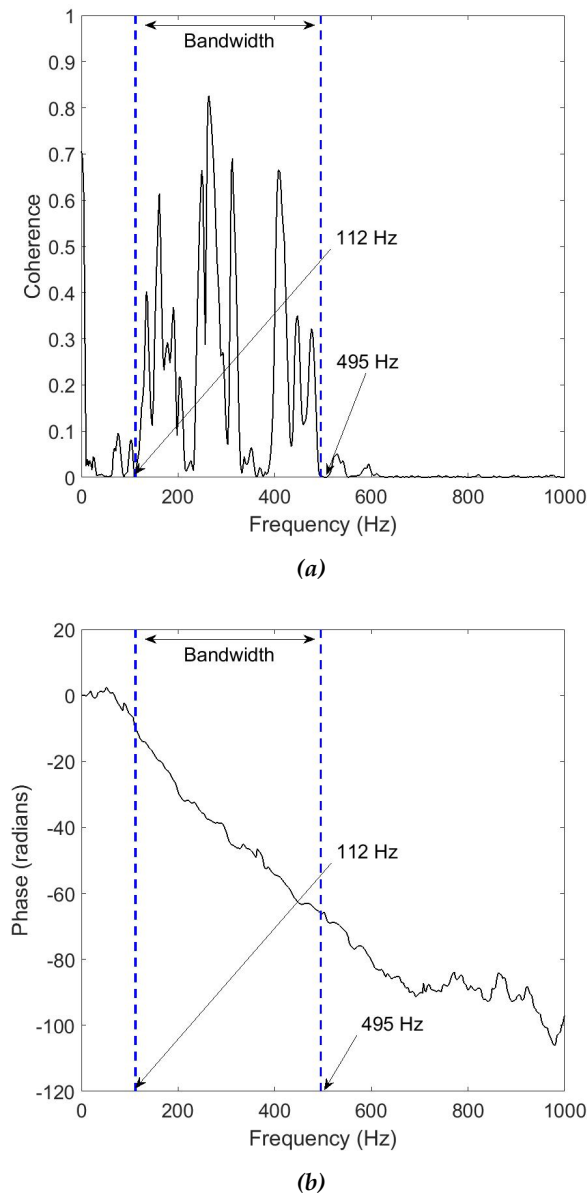 1
0.9
0.8
0.7
0.6
0.5
0.4
0.3
0.2
0.1
0
Coherence
Bandwidth
112 Hz
495 Hz
0 200 400 600 800 1000
Frequency (Hz)
(a)
20
0
-20
-40
-60
-80
-100
-120
Phase (radians)
Bandwidth
112 Hz
495 Hz
0 200 400 600 800 1000
Frequency (Hz)
(b)